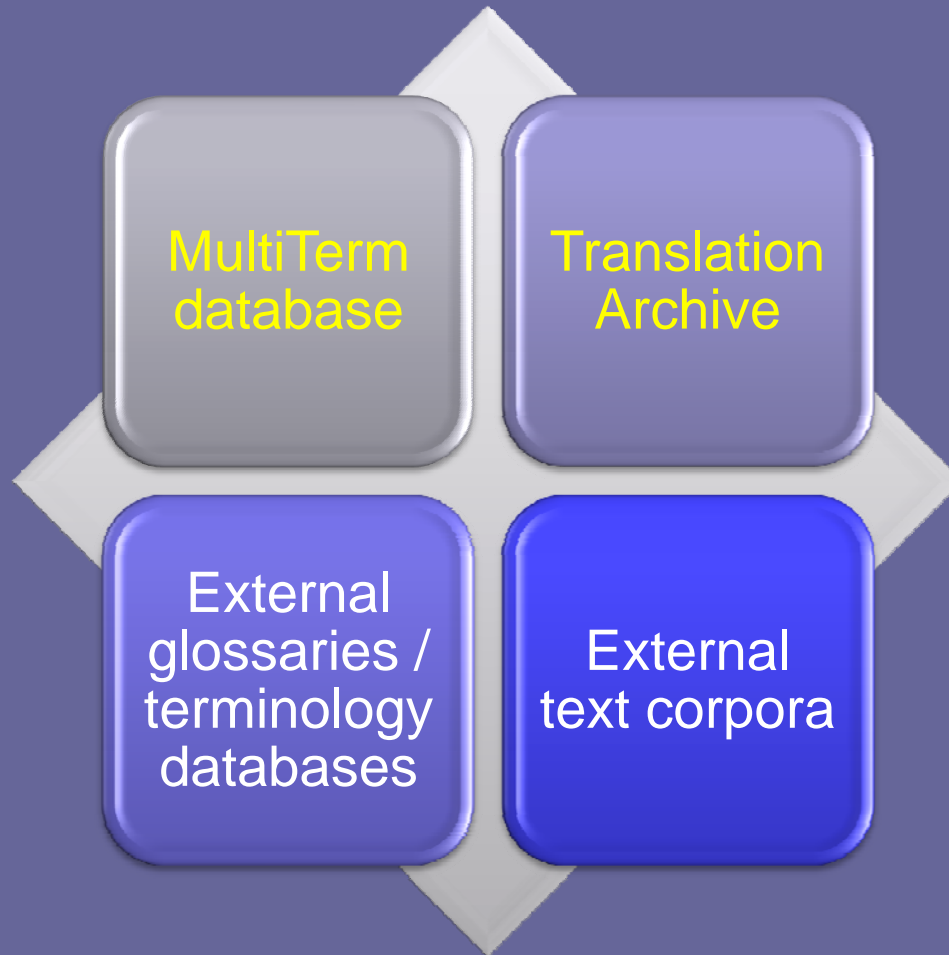 MultiTerm
database
Translation
Archive
External
glossaries /
terminology
databases
External
text corpora